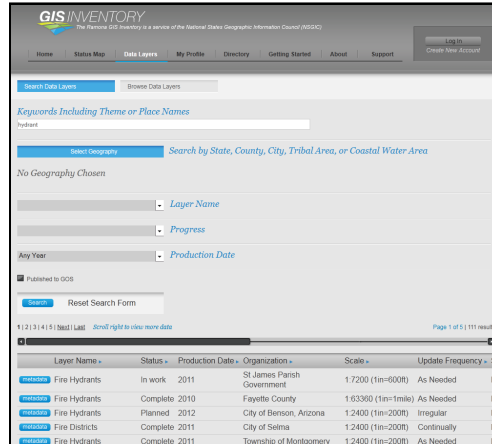 GIS INVENTORY
The Ramona GIS Inventory is a service of the National States Geographic Information Council (NSGIC)
Log In
Create New Account
Home Status Map Data Layers My Profile Directory Getting Started About Support
Search Data Layers Browse Data Layers
Keywords Including Theme or Place Names
hydrant
Select Geography Search by State, County, City, Tribal Area, or Coastal Water Area
No Geography Chosen
Layer Name
Progress
Any Year Production Date
Published to GOS
Search Reset Search Form
1 | 2 | 3 | 4 | 5 | Next | Last Scroll right to view more data Page 1 of 5 | 111 result
Layer Name Status Production Date Organization Scale Update Frequency
metadata Fire Hydrants In work 2011 St James Parish Government 1:7200 (1in=600ft) As Needed
metadata Fire Hydrants Complete 2010 Fayette County 1:63360 (1in=1mile) As Needed
metadata Fire Hydrants Planned 2012 City of Benson, Arizona 1:2400 (1in=200ft) Irregular
metadata Fire Districts Complete 2011 City of Selma 1:2400 (1in=200ft) Continually
metadata Fire Hydrants Complete 2011 Township of Montgomery 1:2400 (1in=200ft) As Needed